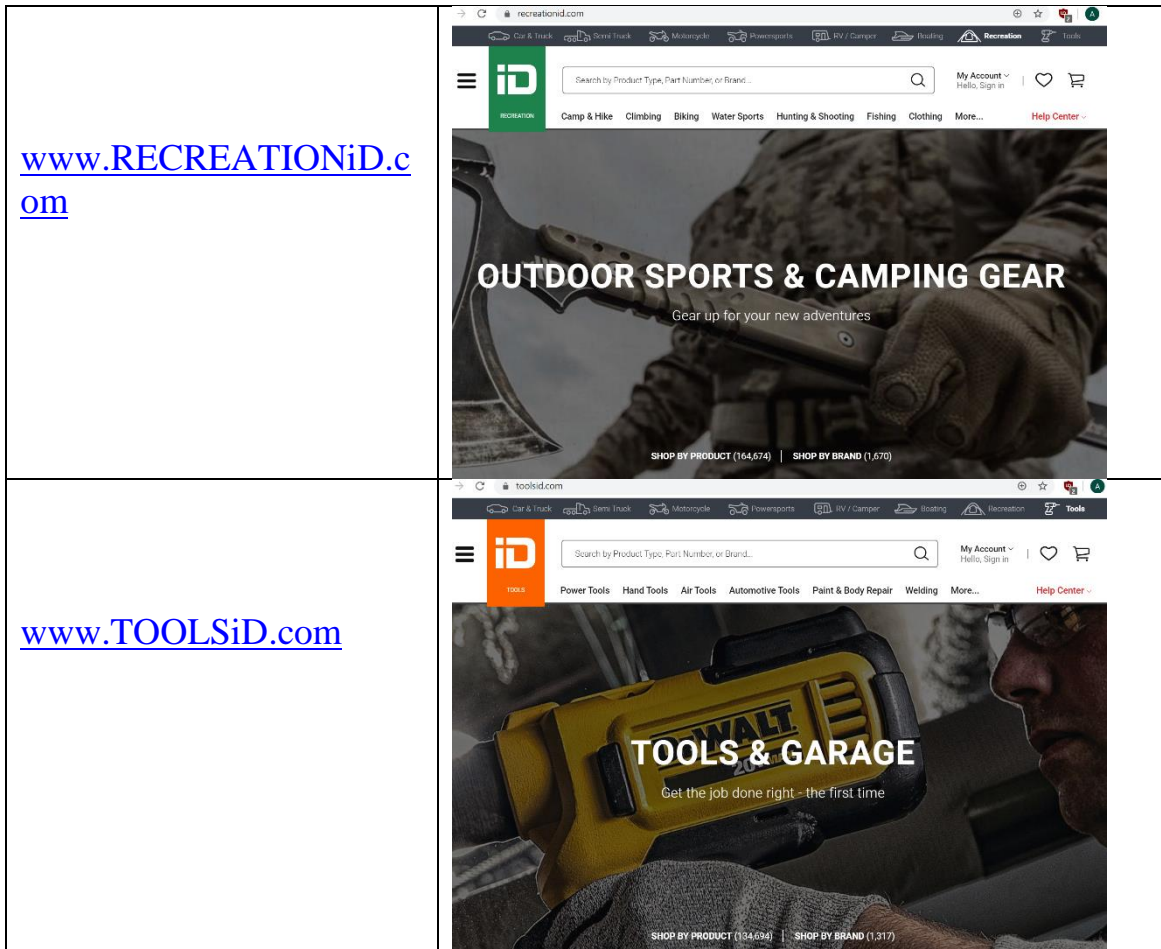 www.RECREATIONiD.c
om
recreationid.com
A
Car & Truck Semi Truck Motorcycle Powersports RV / Camper Boating Recreation Tools
iD
RECREATION
Search by Product Type, Part Number, or Brand...
My Account
Hello, Sign in
Camp & Hike Climbing Biking Water Sports Hunting & Shooting Fishing Clothing More... Help Center
OUTDOOR SPORTS & CAMPING GEAR
Gear up for your new adventures
SHOP BY PRODUCT (164,674) | SHOP BY BRAND (1,670)
www.TOOLSiD.com
toolsid.com
2
A
Car & Truck Semi Truck Motorcycle Powersports RV / Camper Boating Recreation Tools
iD
TOOLS
Search by Product Type, Part Number, or Brand...
My Account
Hello, Sign in
Power Tools Hand Tools Air Tools Automotive Tools Paint & Body Repair Welding More... Help Center
DEWALT
20V MAX
TOOLS & GARAGE
Get the job done right - the first time
SHOP BY PRODUCT (134,694) | SHOP BY BRAND (1,317)